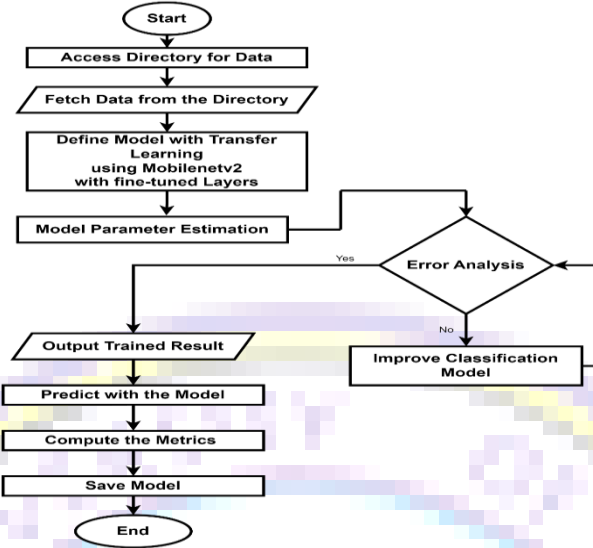 Start
Access Directory for Data
Fetch Data from the Directory
Define Model with Transfer
Learning
using Mobilenetv2
with fine-tuned Layers
Model Parameter Estimation
Error Analysis
Yes
No
Output Trained Result
Improve Classification
Model
Predict with the Model
Compute the Metrics
Save Model
End